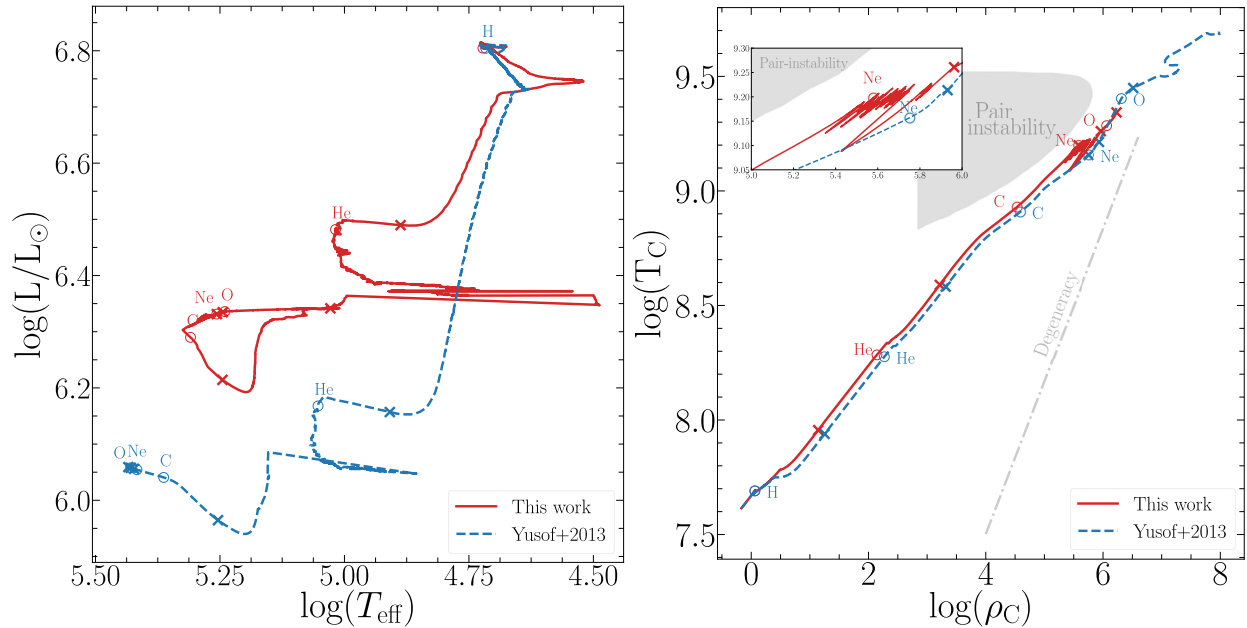 H
6.8
6.6
He
log(L/L☉)
6.4
Ne O
C
6.2
He
O Ne C
6.0
This work
Yusof+2013
5.50 5.25 5.00 4.75 4.50
log(T_eff)
9.30
Pair-instability
9.25
Ne
9.20
9.15
Ne
9.10
9.05
5.0 5.2 5.4 5.6 5.8 6.0
9.5
O
Pair
instability
O
Ne
Ne
9.0
C
C
log(T_C)
8.5
He
He
Degeneracy
8.0
H
7.5
This work
Yusof+2013
0 2 4 6 8
log(ρ_C)